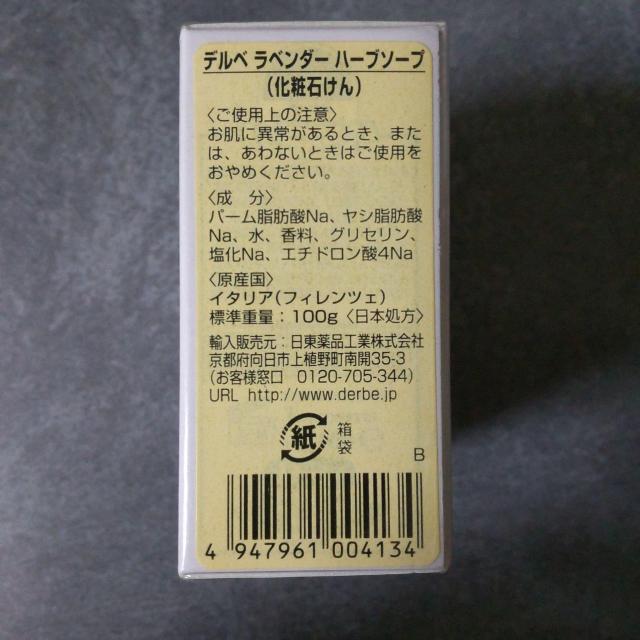 デルベ ラベンダー ハーブソープ
（化粧石けん）
〈ご使用上の注意〉
お肌に異常があるとき、また
は、あわないときはご使用を
おやめください。
〈成　分〉
パーム脂肪酸Na、ヤシ脂肪酸
Na、水、香料、グリセリン、
塩化Na、エチドロン酸4Na
〈原産国〉
イタリア（フィレンツェ）
標準重量：100g〈日本処方〉
輸入販売元：日東薬品工業株式会社
京都府向日市上植野町南開35-3
（お客様窓口　0120-705-344）
URL http://www.derbe.jp
紙 箱
袋
B
4 947961 004134